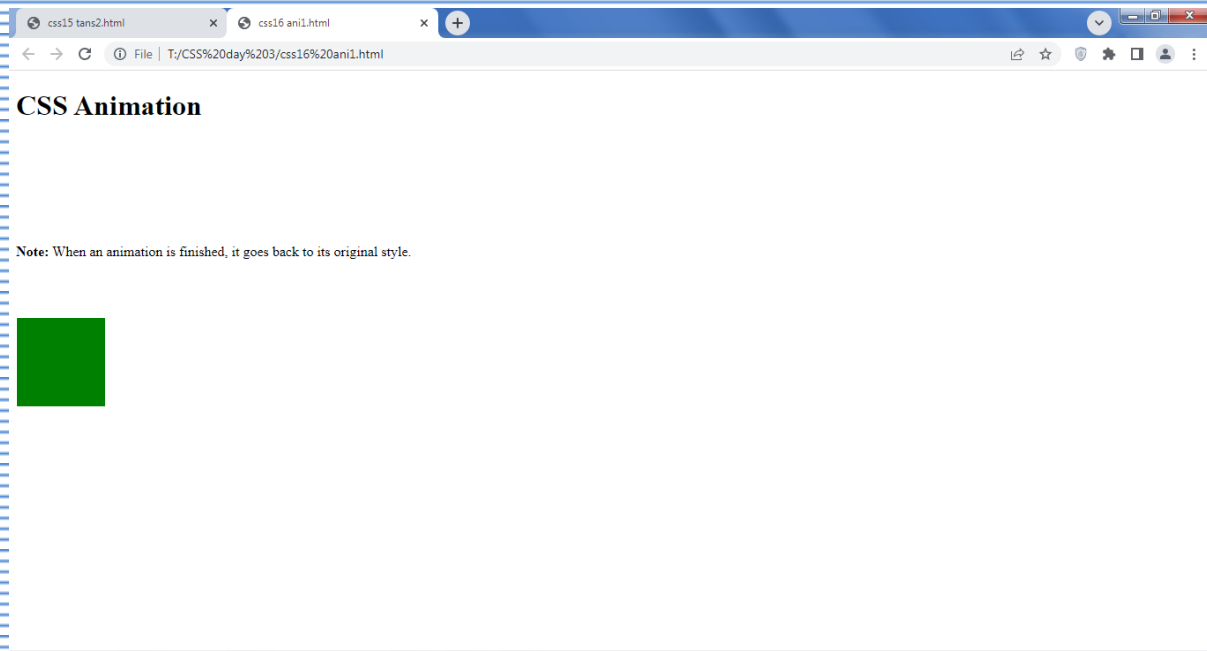 css15 tans2.html
css16 ani1.html
File
T:/CSS%20day%203/css16%20ani1.html
CSS Animation
Note: When an animation is finished, it goes back to its original style.